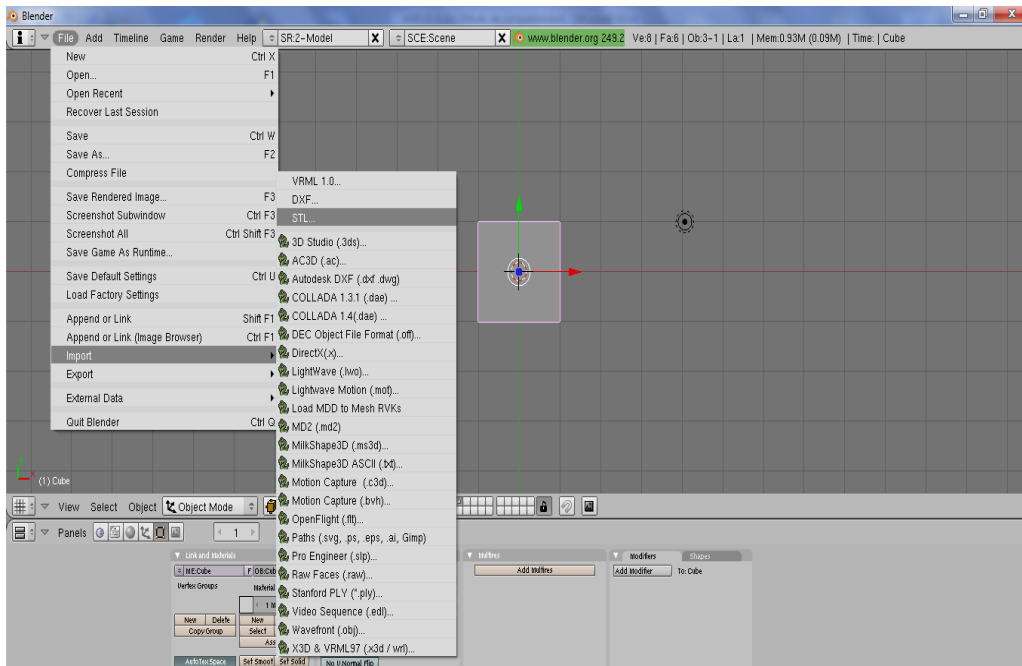 Blender
File Add Timeline Game Render Help SR:2-Model X SCE:Scene X www.blender.org 249.2 Ve:8 | Fa:6 | Ob:3-1 | La:1 | Mem:0.93M (0.09M) | Time: | Cube
New Ctrl X
Open... F1
Open Recent
Recover Last Session
Save Ctrl W
Save As... F2
Compress File
Save Rendered Image... F3
Screenshot Subwindow Ctrl F3
Screenshot All Ctrl Shift F3
Save Game As Runtime...
Save Default Settings Ctrl U
Load Factory Settings
Append or Link Shift F1
Append or Link (Image Browser) Ctrl F1
Import
Export
External Data
Quit Blender Ctrl Q
VRML 1.0...
DXF...
STL...
3D Studio (.3ds)...
AC3D (.ac)...
Autodesk DXF (.dxf .dwg)
COLLADA 1.3.1 (.dae) ...
COLLADA 1.4(.dae) ...
DEC Object File Format (.off)...
DirectX(.x)...
LightWave (.lwo)...
Lightwave Motion (.mot)...
Load MDD to Mesh RVKs
MD2 (.md2)
MilkShape3D (.ms3d)...
MilkShape3D ASCII (.txt)...
Motion Capture (.c3d)...
Motion Capture (.bvh)...
OpenFlight (.flt)...
Paths (.svg, .ps, .eps, .ai, Gimp)
Pro Engineer (.slp)...
Raw Faces (.raw)...
Stanford PLY (*.ply)...
Video Sequence (.edl)...
Wavefront (.obj)...
X3D & VRML97 (.x3d / wrl)...
x
(1) Cube
View Select Object Object Mode
Panels 1
Link and Materials Multires Modifiers Shapes
ME:Cube F OB:Cub Add Multires Add Modifier To: Cube
Vertex Groups Material
1 M
New Delete New
Copy Group Select
Ass
AutoTexSpace Set Smoot Set Solid No V.Normal Flip